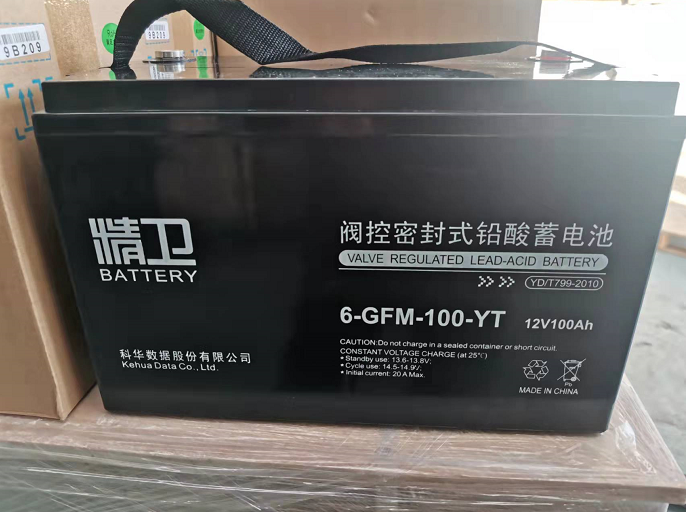 9B209
9B209
精卫
BATTERY
阀控密封式铅酸蓄电池
VALVE REGULATED LEAD-ACID BATTERY
YD/T799-2010
6-GFM-100-YT 12V100Ah
CAUTION:Do not charge in a sealed container or short circuit.
CONSTANT VOLTAGE CHARGE (at 25℃)
• Standby use: 13.6-13.8V;
• Cycle use: 14.5-14.9V;
• Initial current: 20A Max.
Pb
MADE IN CHINA
科华数据股份有限公司
Kehua Data Co., Ltd.